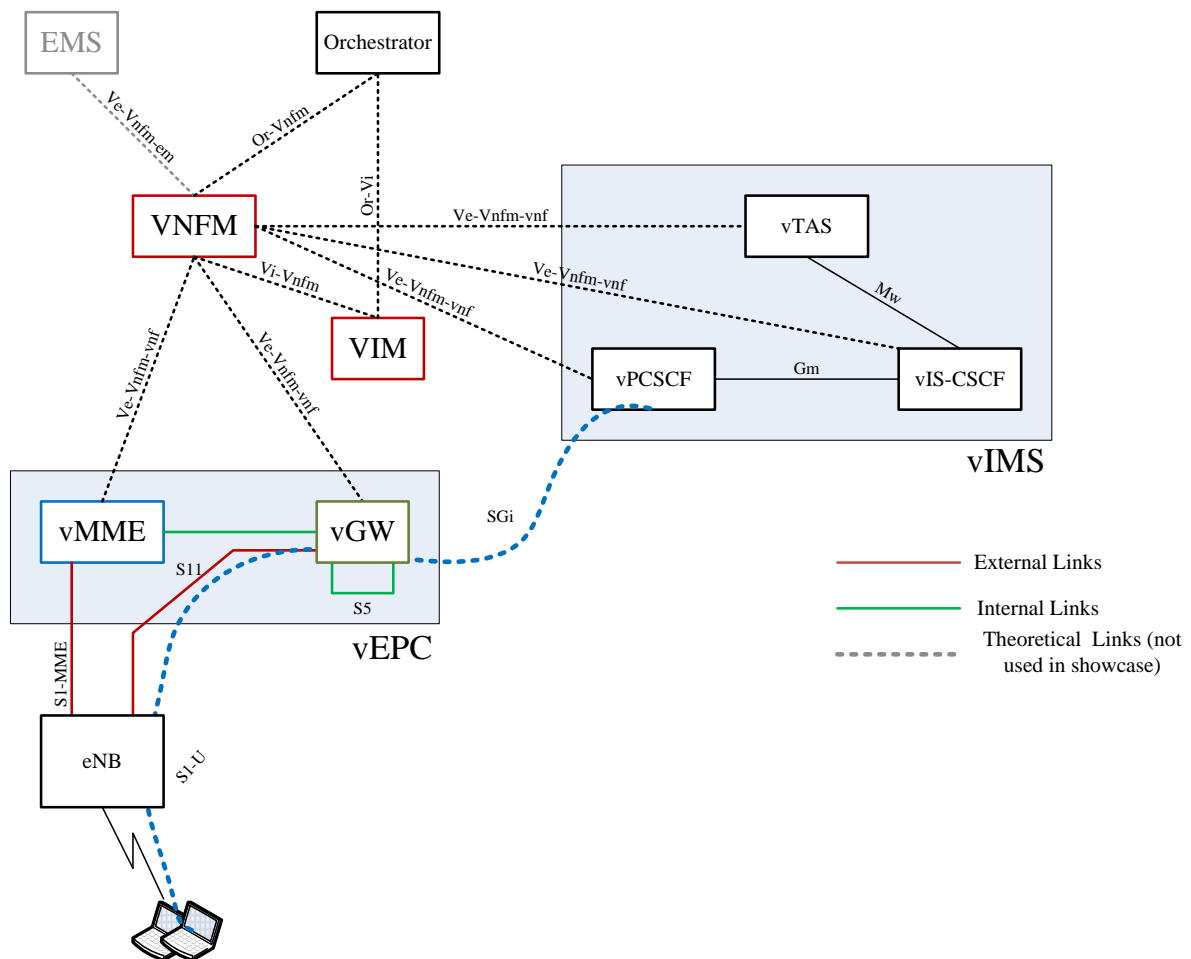 EMS
Orchestrator
Ve-Vnfm-em
Or-Vnfm
Or-Vi
VNFM
Ve-Vnfm-vnf
vTAS
Vi-Vnfm
Ve-Vnfm-vnf
Ve-Vnfm-vnf
Mw
VIM
Ve-Vnfm-vnf
Ve-Vnfm-vnf
vPCSCF
Gm
vIS-CSCF
vIMS
vMME
vGW
SGi
S11
S5
External Links
Internal Links
vEPC
Theoretical Links (not
used in showcase)
S1-MME
eNB
S1-U